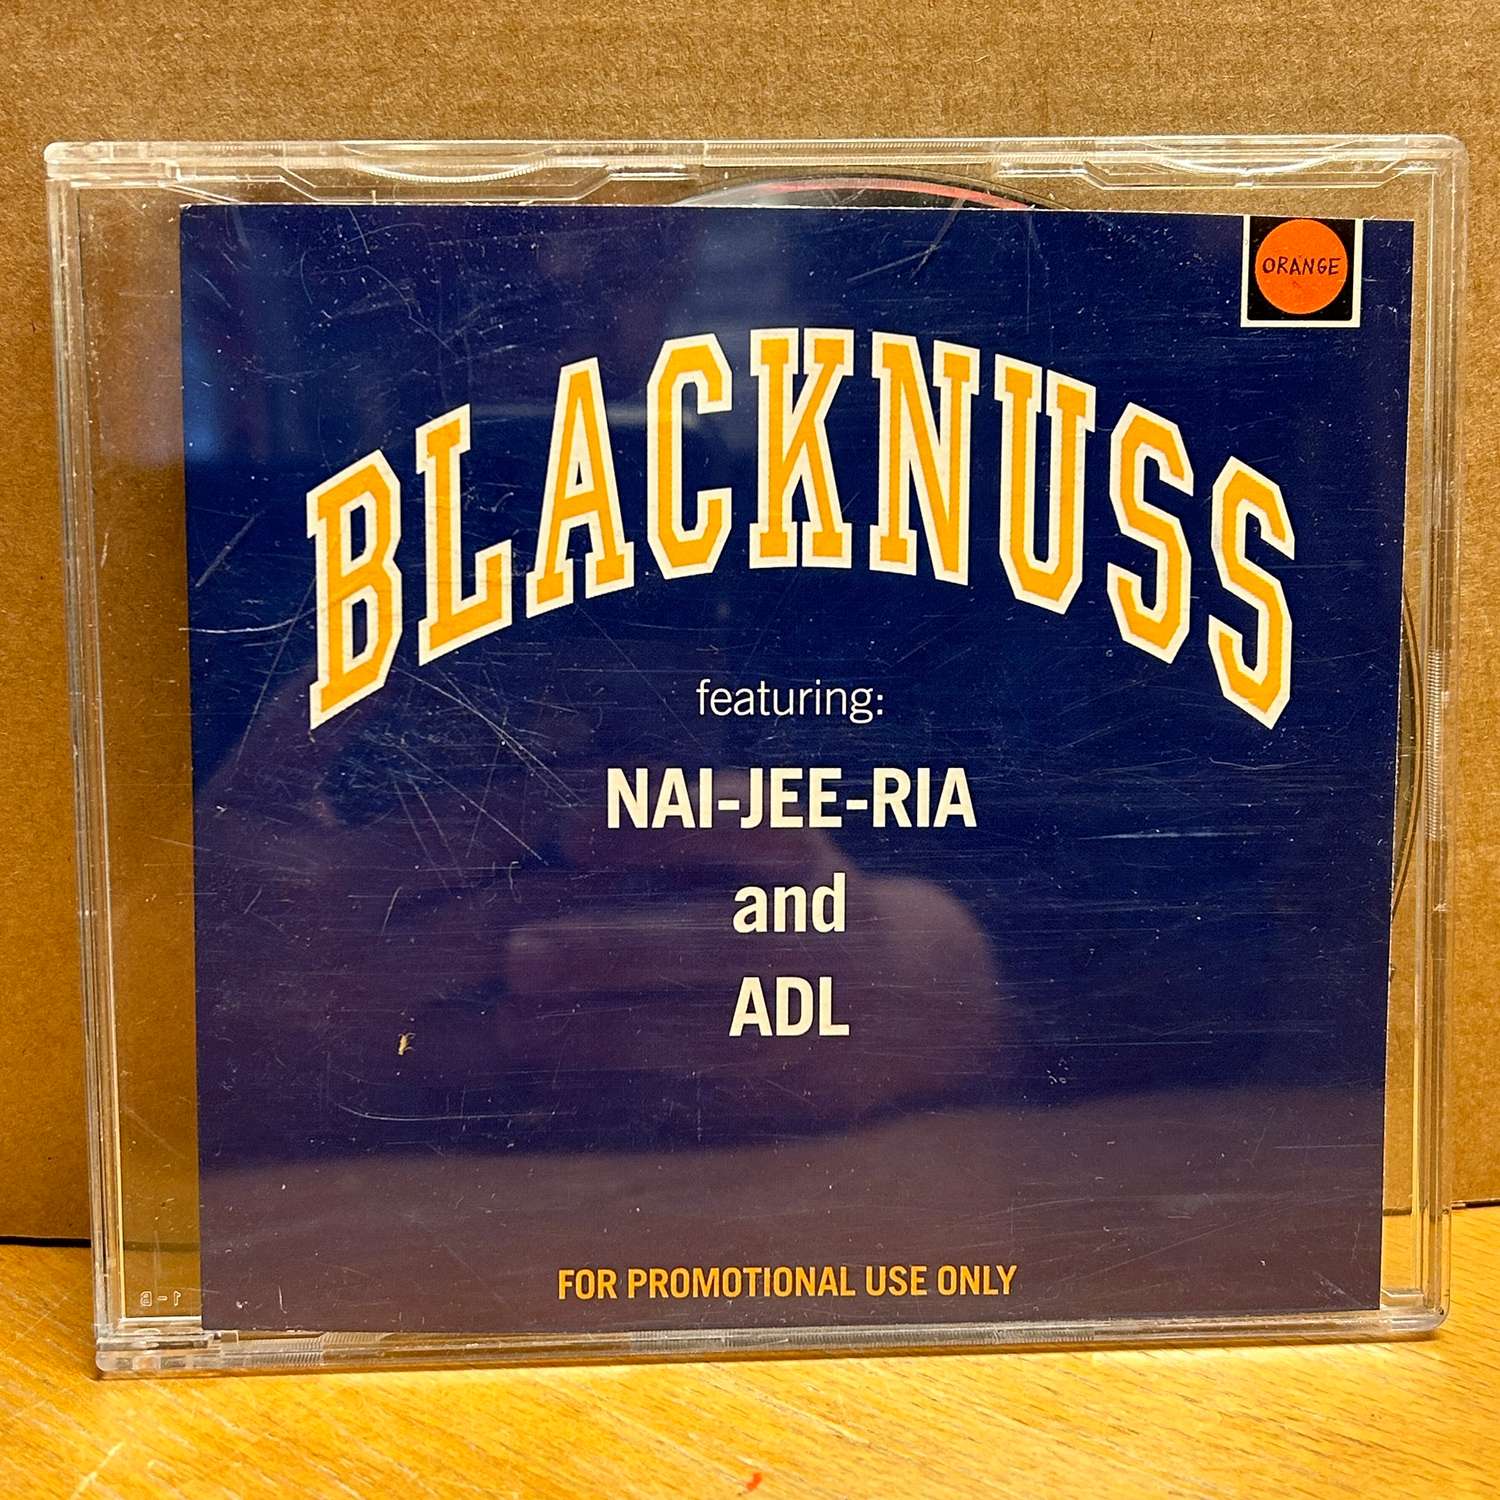 ORANGE
BLACKNUSS
featuring:
NAI-JEE-RIA
and
ADL
FOR PROMOTIONAL USE ONLY